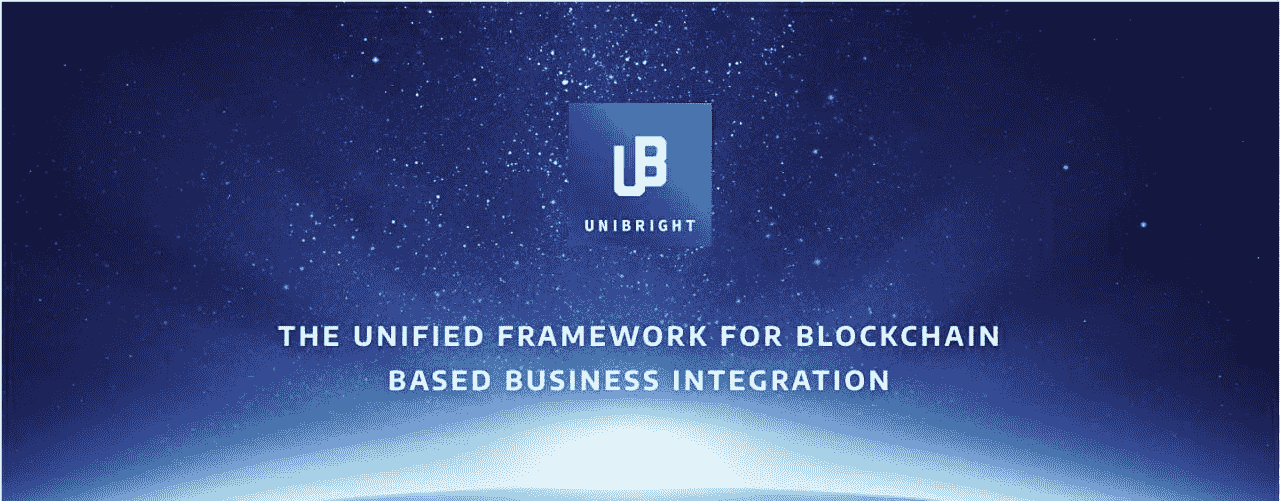 UB
UNIBRIGHT
THE UNIFIED FRAMEWORK FOR BLOCKCHAIN
BASED BUSINESS INTEGRATION